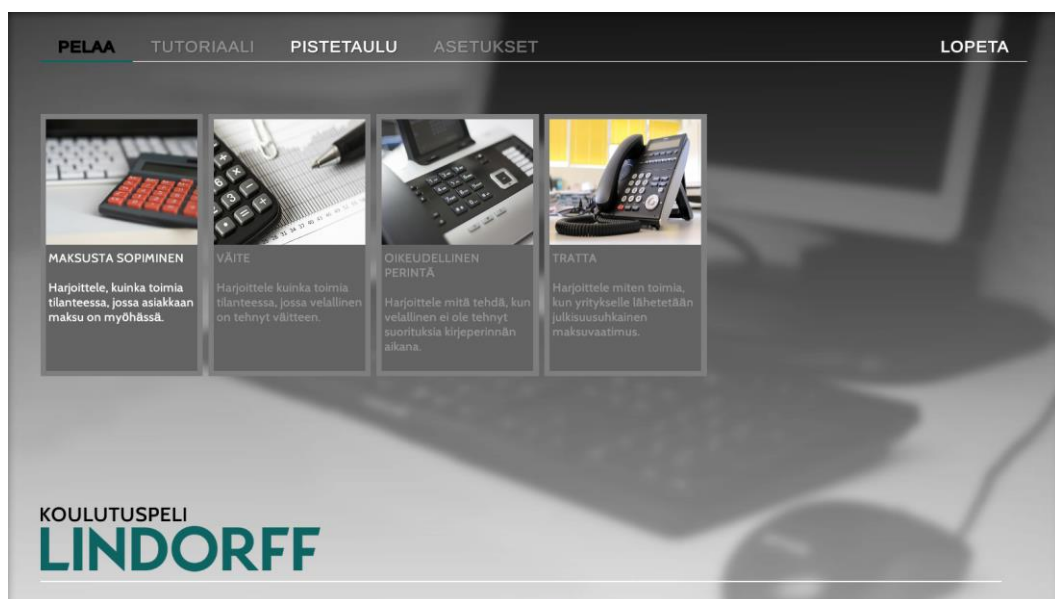 PELAA TUTORIAALI PISTETAULU ASETUKSET LOPETA
MAKSUSTA SOPIMINEN
Harjoittele, kuinka toimia
tilanteessa, jossa asiakkaan
maksu on myöhässä.
VÄITE
Harjoittele kuinka toimia
tilanteessa, jossa velallinen
on tehnyt väitteen.
OIKEUDELLINEN
PERINTÄ
Harjoittele mitä tehdä, kun
velallinen ei ole tehnyt
suorituksia kirjeperinnän
aikana.
TRATTA
Harjoittele miten toimia,
kun yritykselle lähetetään
julkisuusuhkainen
maksuvaatimus.
KOULUTUSPELI
LINDORFF